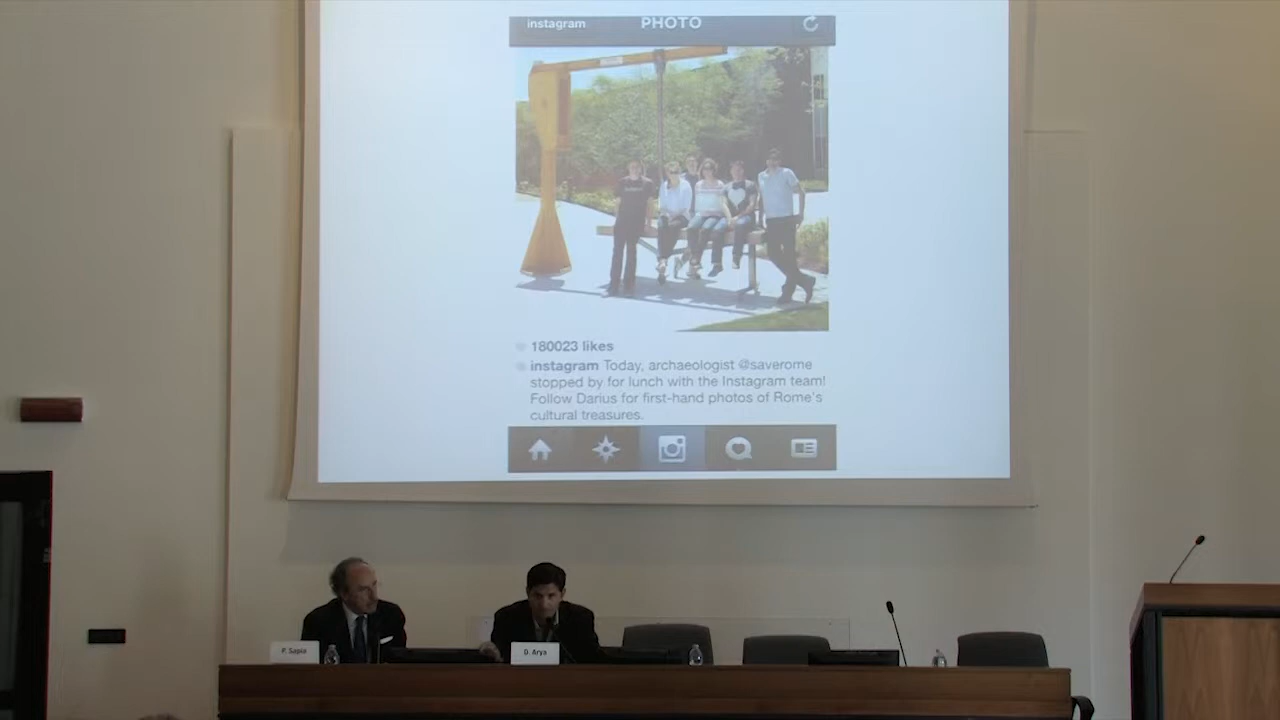 instagram PHOTO
180023 likes
instagram Today, archaeologist @saverome
stopped by for lunch with the Instagram team!
Follow Darius for first-hand photos of Rome's
cultural treasures.
P. Sapio
D. Arya